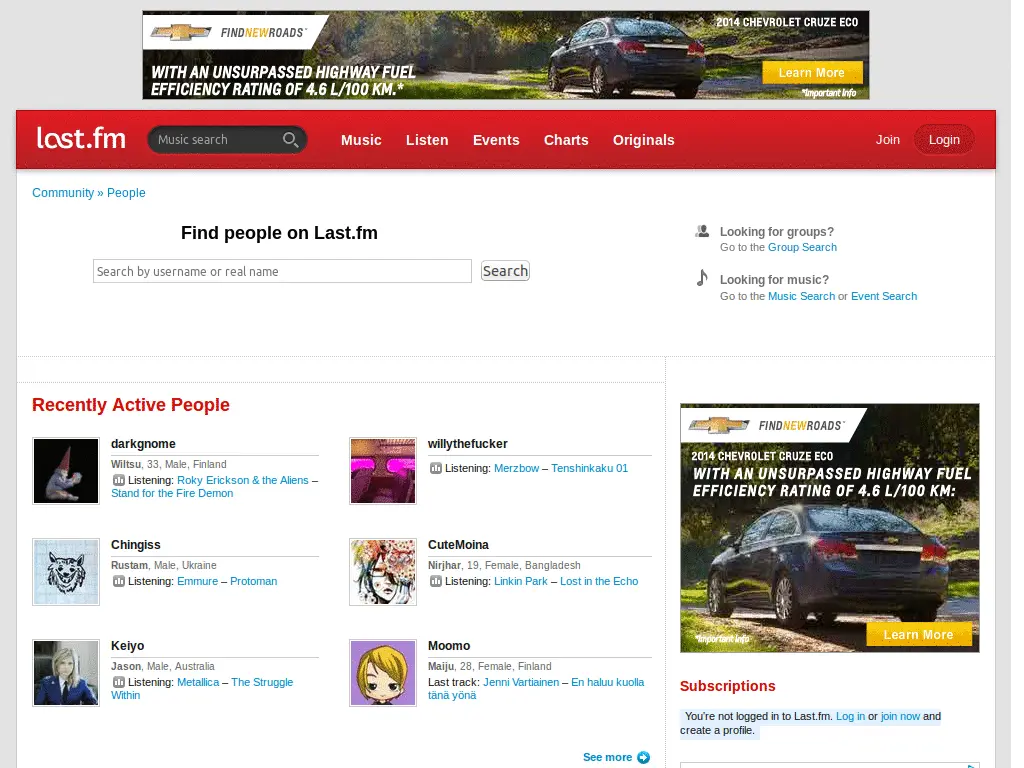 FINDNEWROADS
2014 CHEVROLET CRUZE ECO
WITH AN UNSURPASSED HIGHWAY FUEL
EFFICIENCY RATING OF 4.6 L/100 KM.*
Learn More
*Important Info
last.fm
Music search
Music Listen Events Charts Originals
Join Login
Community » People
Find people on Last.fm
Search by username or real name
Search
Looking for groups?
Go to the Group Search
Looking for music?
Go to the Music Search or Event Search
Recently Active People
darkgnome
Wiltsu, 33, Male, Finland
Listening: Roky Erickson & the Aliens –
Stand for the Fire Demon
willythefucker
Listening: Merzbow – Tenshinkaku 01
Chingiss
Rustam, Male, Ukraine
Listening: Emmure – Protoman
CuteMoina
Nirjhar, 19, Female, Bangladesh
Listening: Linkin Park – Lost in the Echo
Keiyo
Jason, Male, Australia
Listening: Metallica – The Struggle
Within
Moomo
Maiju, 28, Female, Finland
Last track: Jenni Vartiainen – En haluu kuolla
tänä yönä
See more
FINDNEWROADS
2014 CHEVROLET CRUZE ECO
WITH AN UNSURPASSED HIGHWAY FUEL
EFFICIENCY RATING OF 4.6 L/100 KM:
*Important Info
Learn More
Subscriptions
You're not logged in to Last.fm. Log in or join now and
create a profile.